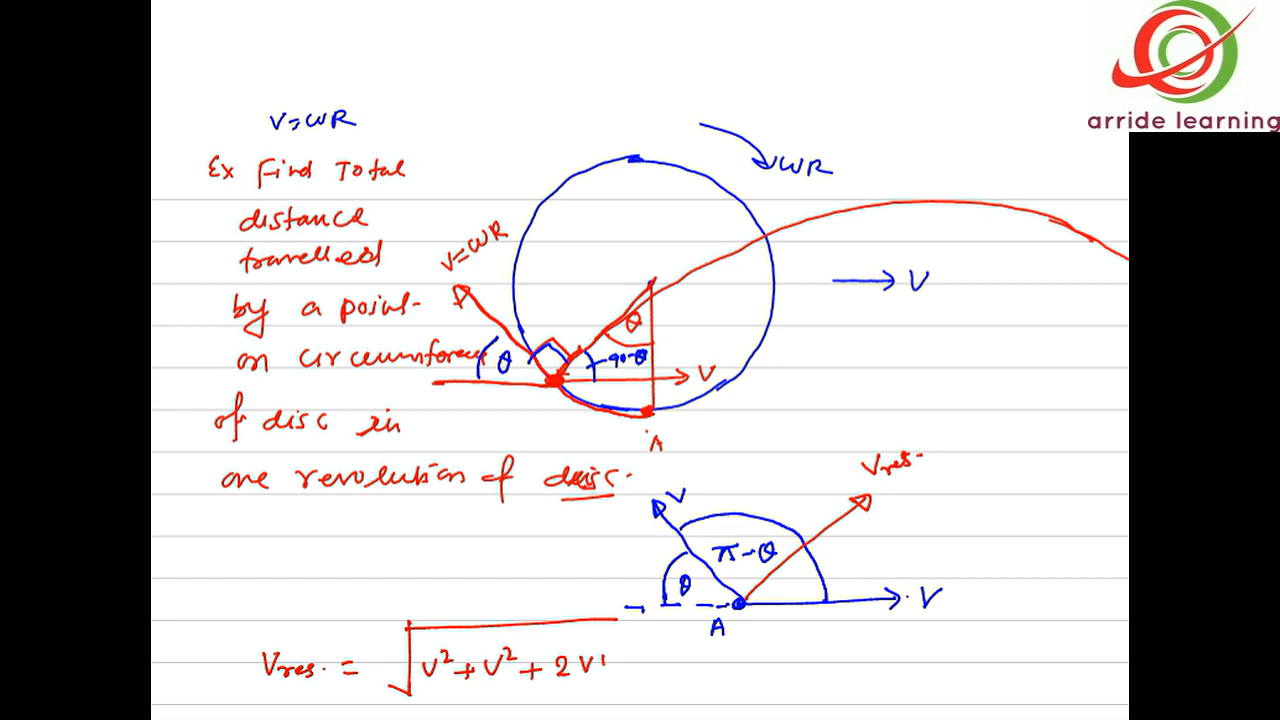 arride learning
V=ωR
Ex Find Total
distance
travelled
by a point
on circumference
of disc in
one revolution of disc.
ωR
V=ωR
V
θ
θ
90-θ
V
A
Vres.
V
π-θ
θ
V
A
Vres. = √V²+V²+2V